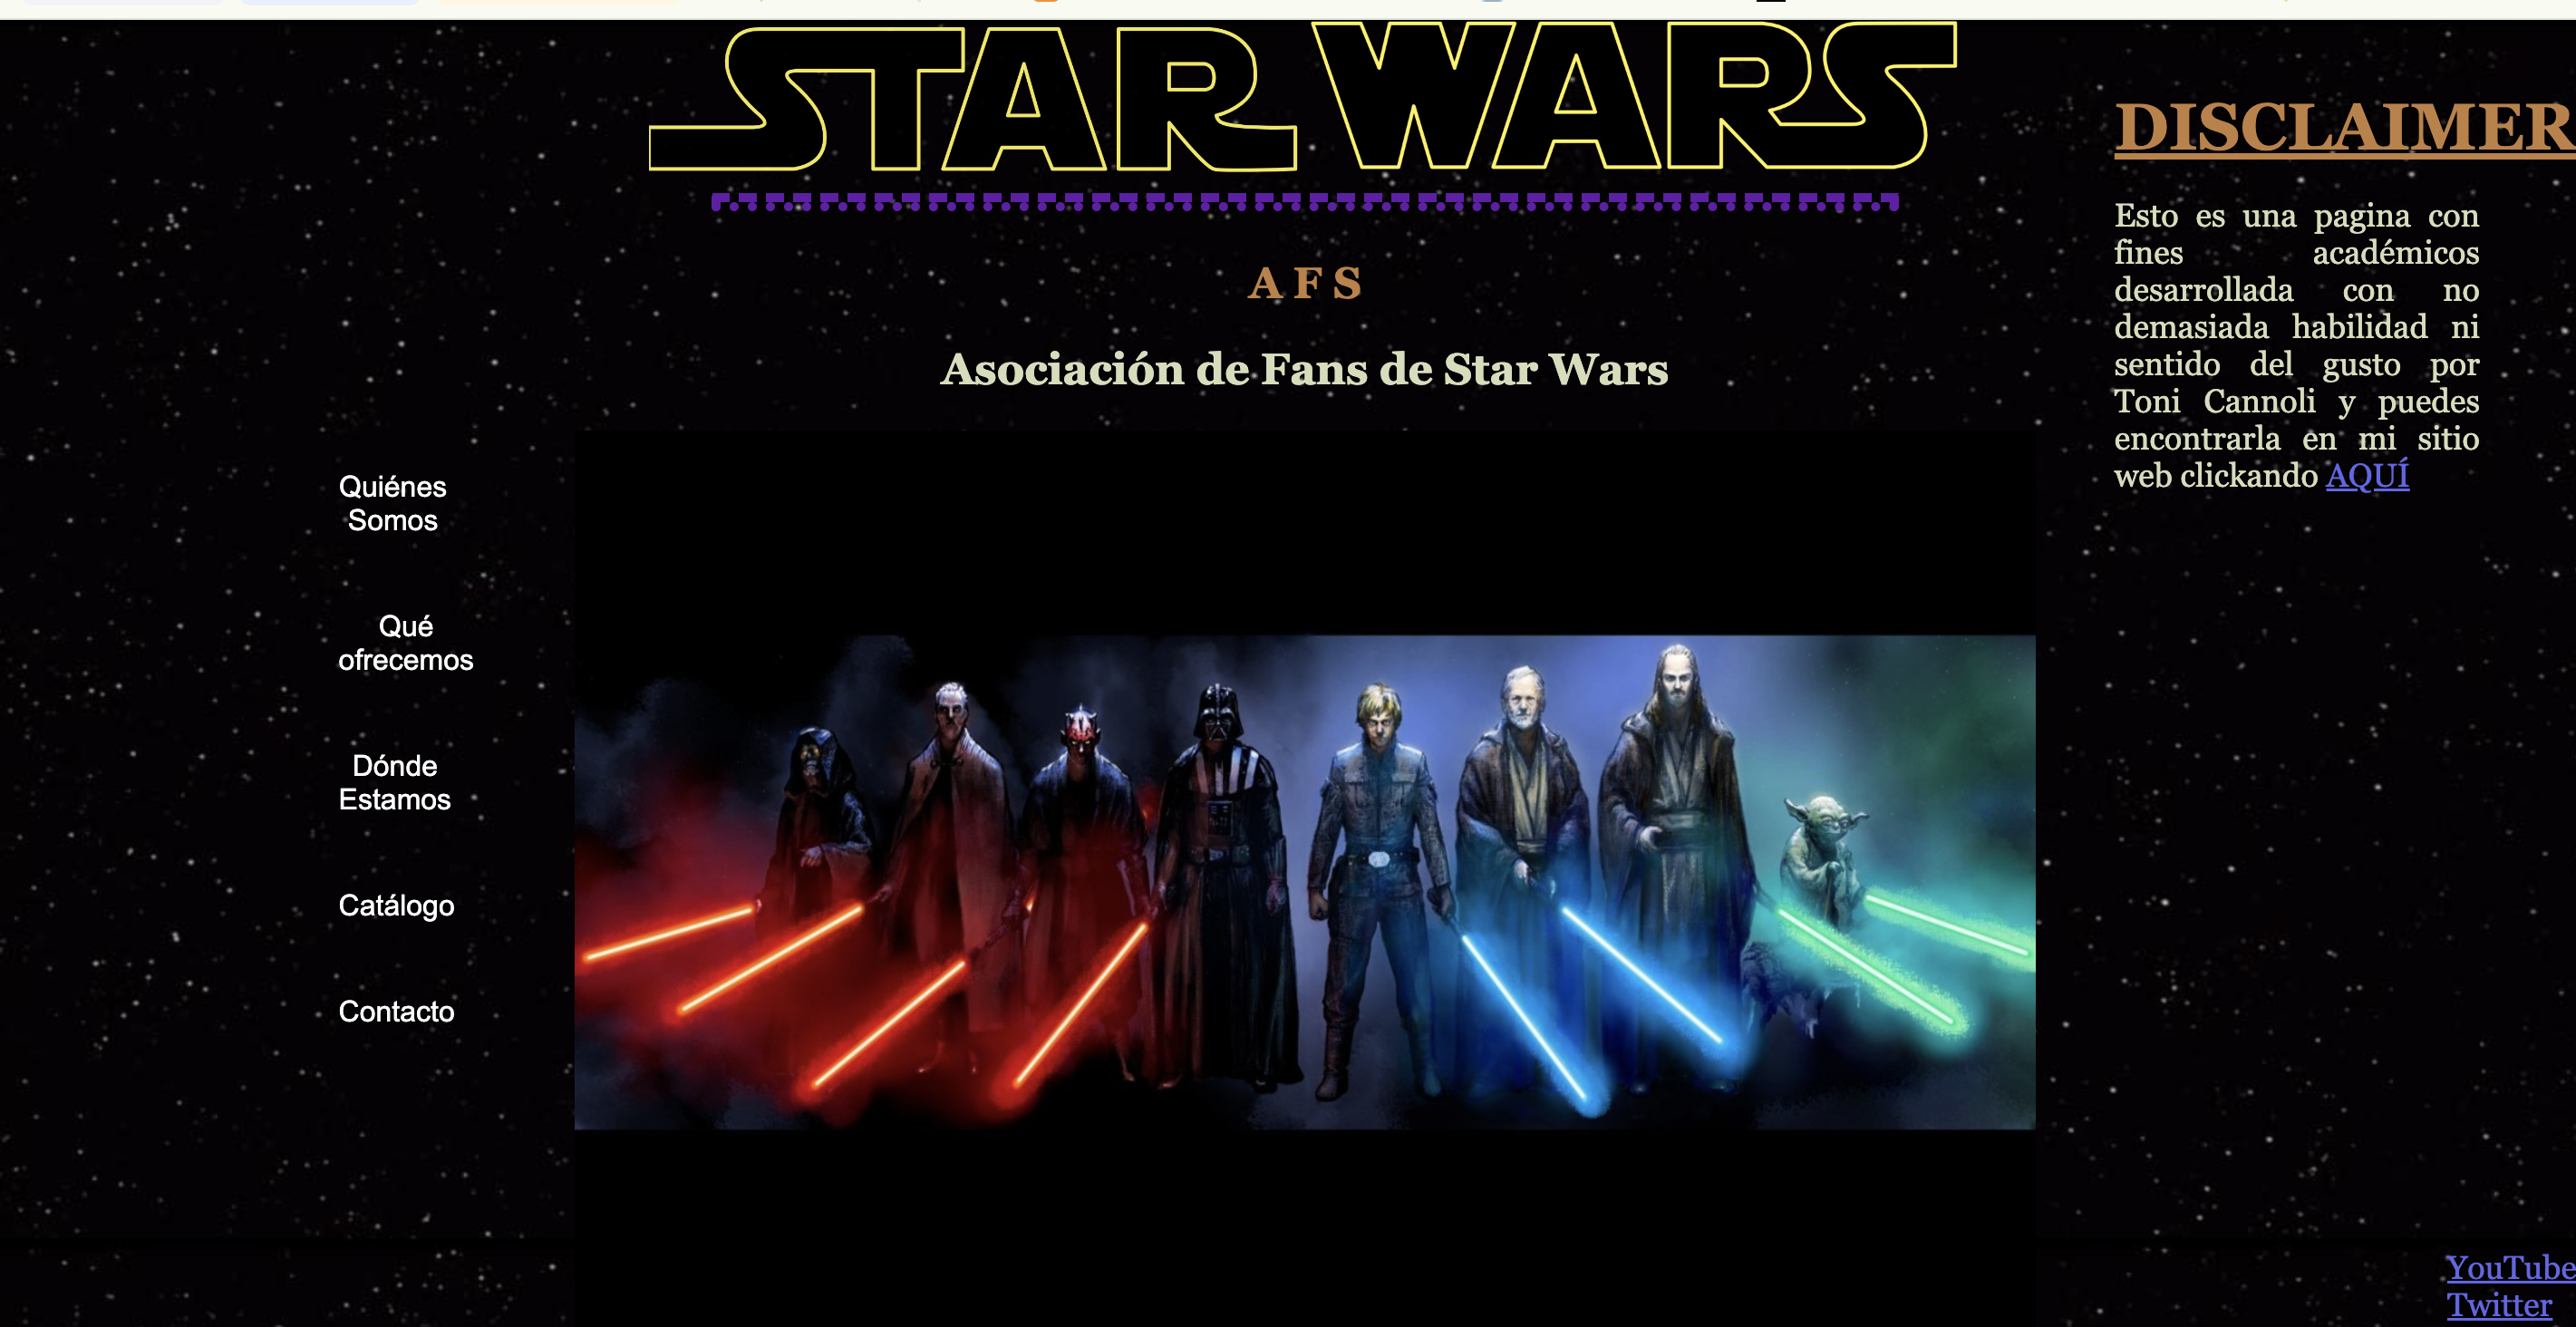 STAR WARS
A F S
Asociación de Fans de Star Wars
Quiénes
Somos
Qué
ofrecemos
Dónde
Estamos
Catálogo
Contacto
DISCLAIMER
Esto es una pagina con
fines académicos
desarrollada con no
demasiada habilidad ni
sentido del gusto por
Toni Cannoli y puedes
encontrarla en mi sitio
web clickando AQUÍ
YouTube
Twitter